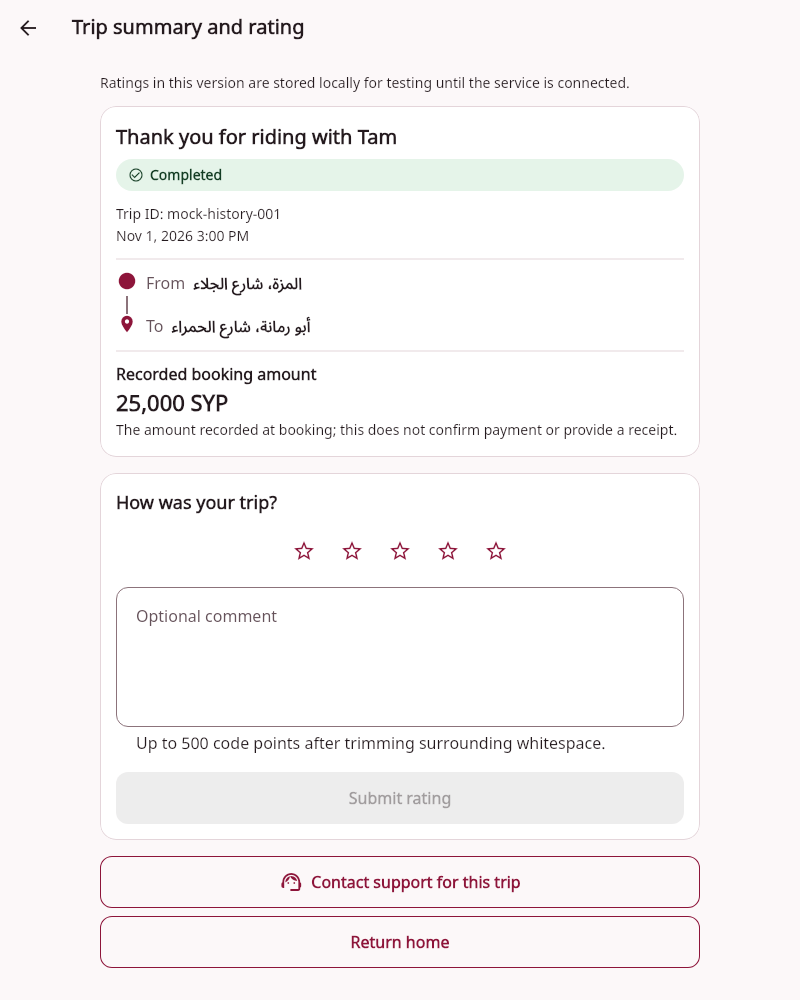 Trip summary and rating
Ratings in this version are stored locally for testing until the service is connected.
Thank you for riding with Tam
Completed
Trip ID: mock-history-001
Nov 1, 2026 3:00 PM
From المزة، شارع الجلاء
To أبو رمانة، شارع الحمراء
Recorded booking amount
25,000 SYP
The amount recorded at booking; this does not confirm payment or provide a receipt.
How was your trip?
Optional comment
Up to 500 code points after trimming surrounding whitespace.
Submit rating
Contact support for this trip
Return home